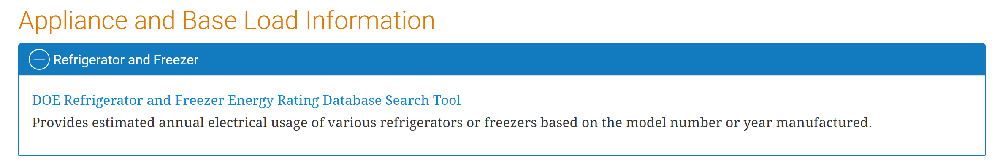 Appliance and Base Load Information
Refrigerator and Freezer
DOE Refrigerator and Freezer Energy Rating Database Search Tool
Provides estimated annual electrical usage of various refrigerators or freezers based on the model number or year manufactured.